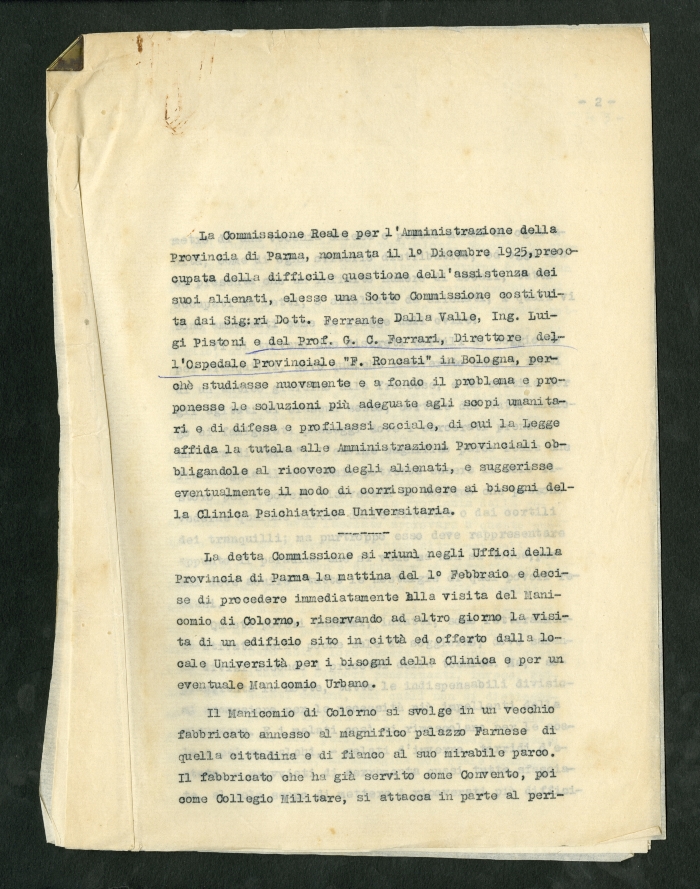 - 2 -
La Commissione Reale per l'Amministrazione della
Provincia di Parma, nominata il 1º Dicembre 1925,preoc-
cupata della difficile questione dell'assistenza dei
suoi alienati, elesse una Sotto Commissione costitui-
ta dai Sig:ri Dott. Ferrante Dalla Valle, Ing. Lui-
gi Pistoni e del Prof. G. C. Ferrari, Direttore del-
l'Ospedale Provinciale "F. Roncati" in Bologna, per-
chè studiasse nuovamente e a fondo il problema e pro-
ponesse le soluzioni più adeguate agli scopi umanita-
ri e di difesa e profilassi sociale, di cui la Legge
affida la tutela alle Amministrazioni Provinciali ob-
bligandole al ricovero degli alienati, e suggerisse
eventualmente il modo di corrispondere ai bisogni del-
la Clinica Psichiatrica Universitaria.
La detta Commissione si riunì negli Uffici della
Provincia di Parma la mattina del 1º Febbraio e deci-
se di procedere immediatamente alla visita del Mani-
comio di Colorno, riservando ad altro giorno la visi-
ta di un edificio sito in città ed offerto dalla lo-
cale Università per i bisogni della Clinica e per un
eventuale Manicomio Urbano.
Il Manicomio di Colorno si svolge in un vecchio
fabbricato annesso al magnifico palazzo Farnese di
quella cittadina e di fianco al suo mirabile parco.
Il fabbricato che ha già servito come Convento, poi
come Collegio Militare, si attacca in parte al peri-